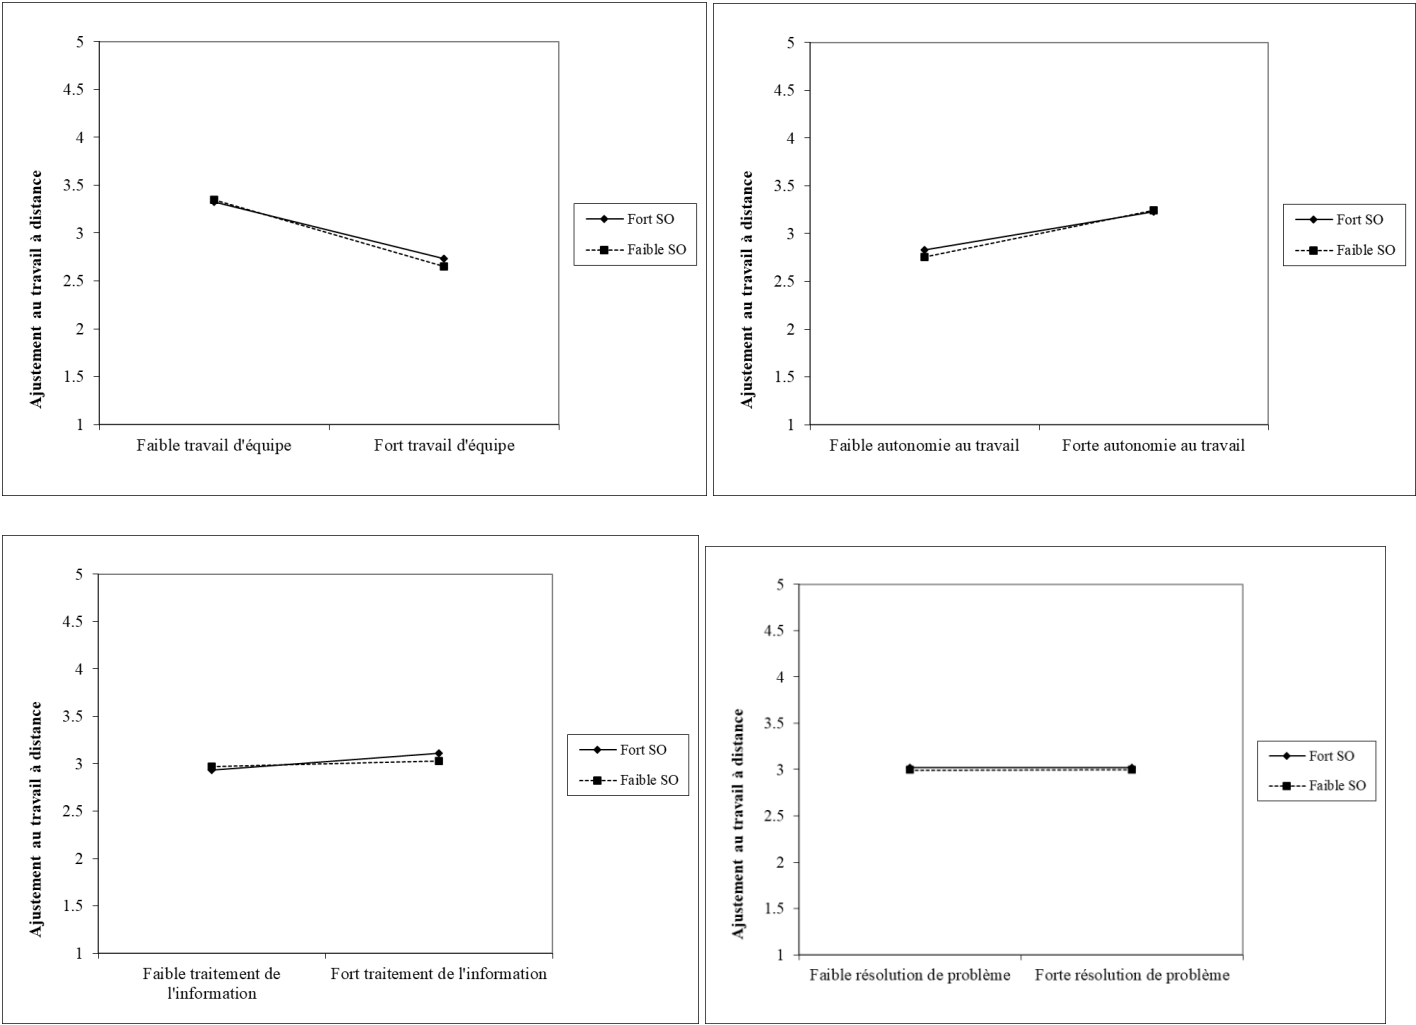 5
4.5
4
3.5
3
2.5
2
1.5
1
Ajustement au travail à distance
Faible travail d'équipe
Fort travail d'équipe
Fort SO
Faible SO
5
4.5
4
3.5
3
2.5
2
1.5
1
Ajustement au travail à distance
Faible autonomie au travail
Forte autonomie au travail
Fort SO
Faible SO
5
4.5
4
3.5
3
2.5
2
1.5
1
Ajustement au travail à distance
Faible traitement de
l'information
Fort traitement de l'information
Fort SO
Faible SO
5
4.5
4
3.5
3
2.5
2
1.5
1
Ajustement au travail à distance
Faible résolution de problème
Forte résolution de problème
Fort SO
Faible SO